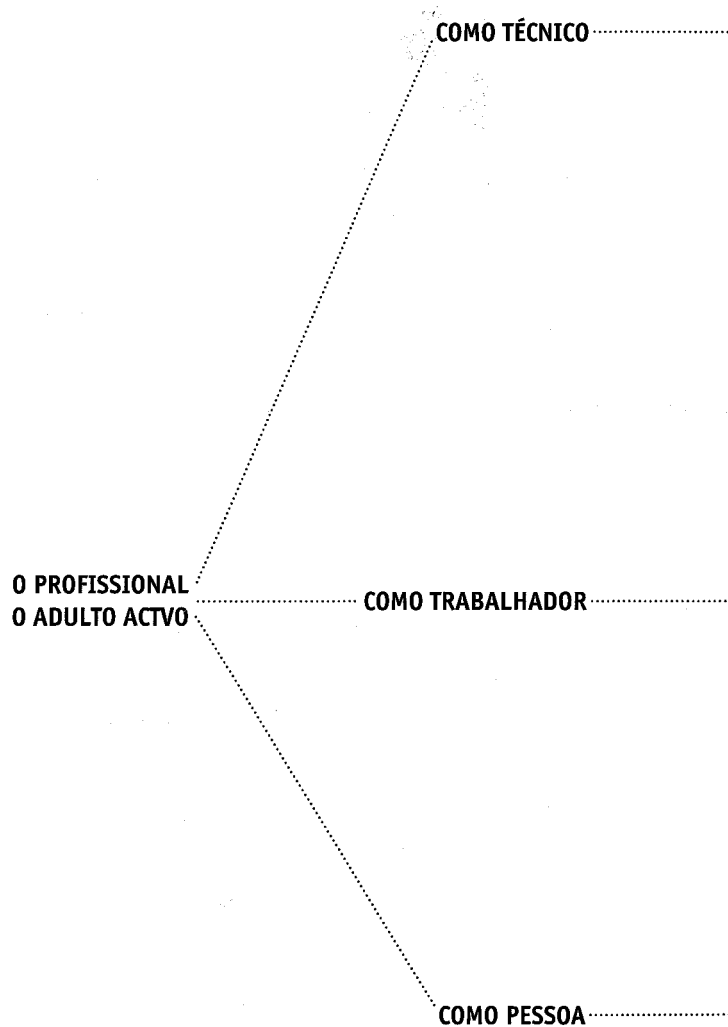 COMO TÉCNICO
O PROFISSIONAL
O ADULTO ACTVO
COMO TRABALHADOR
COMO PESSOA